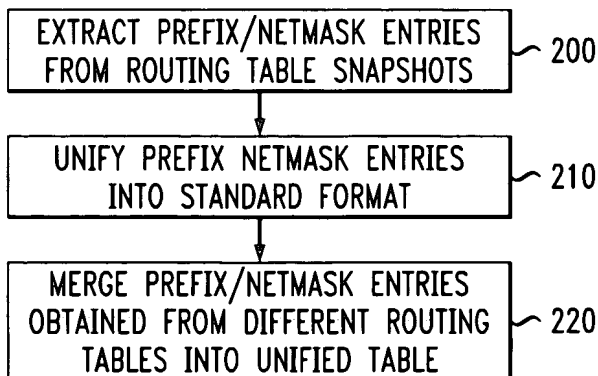 EXTRACT PREFIX/NETMASK ENTRIES
FROM ROUTING TABLE SNAPSHOTS
200
UNIFY PREFIX NETMASK ENTRIES
INTO STANDARD FORMAT
210
MERGE PREFIX/NETMASK ENTRIES
OBTAINED FROM DIFFERENT ROUTING
TABLES INTO UNIFIED TABLE
220